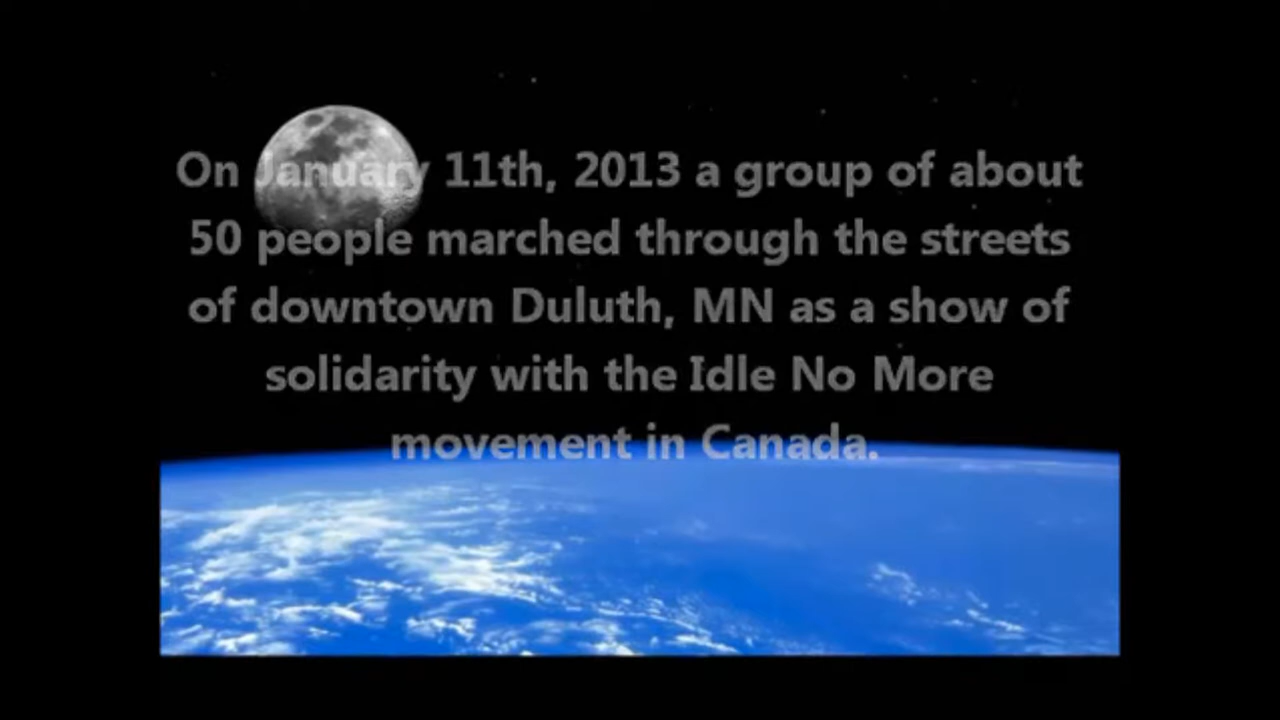 On January 11th, 2013 a group of about
50 people marched through the streets
of downtown Duluth, MN as a show of
solidarity with the Idle No More
movement in Canada.